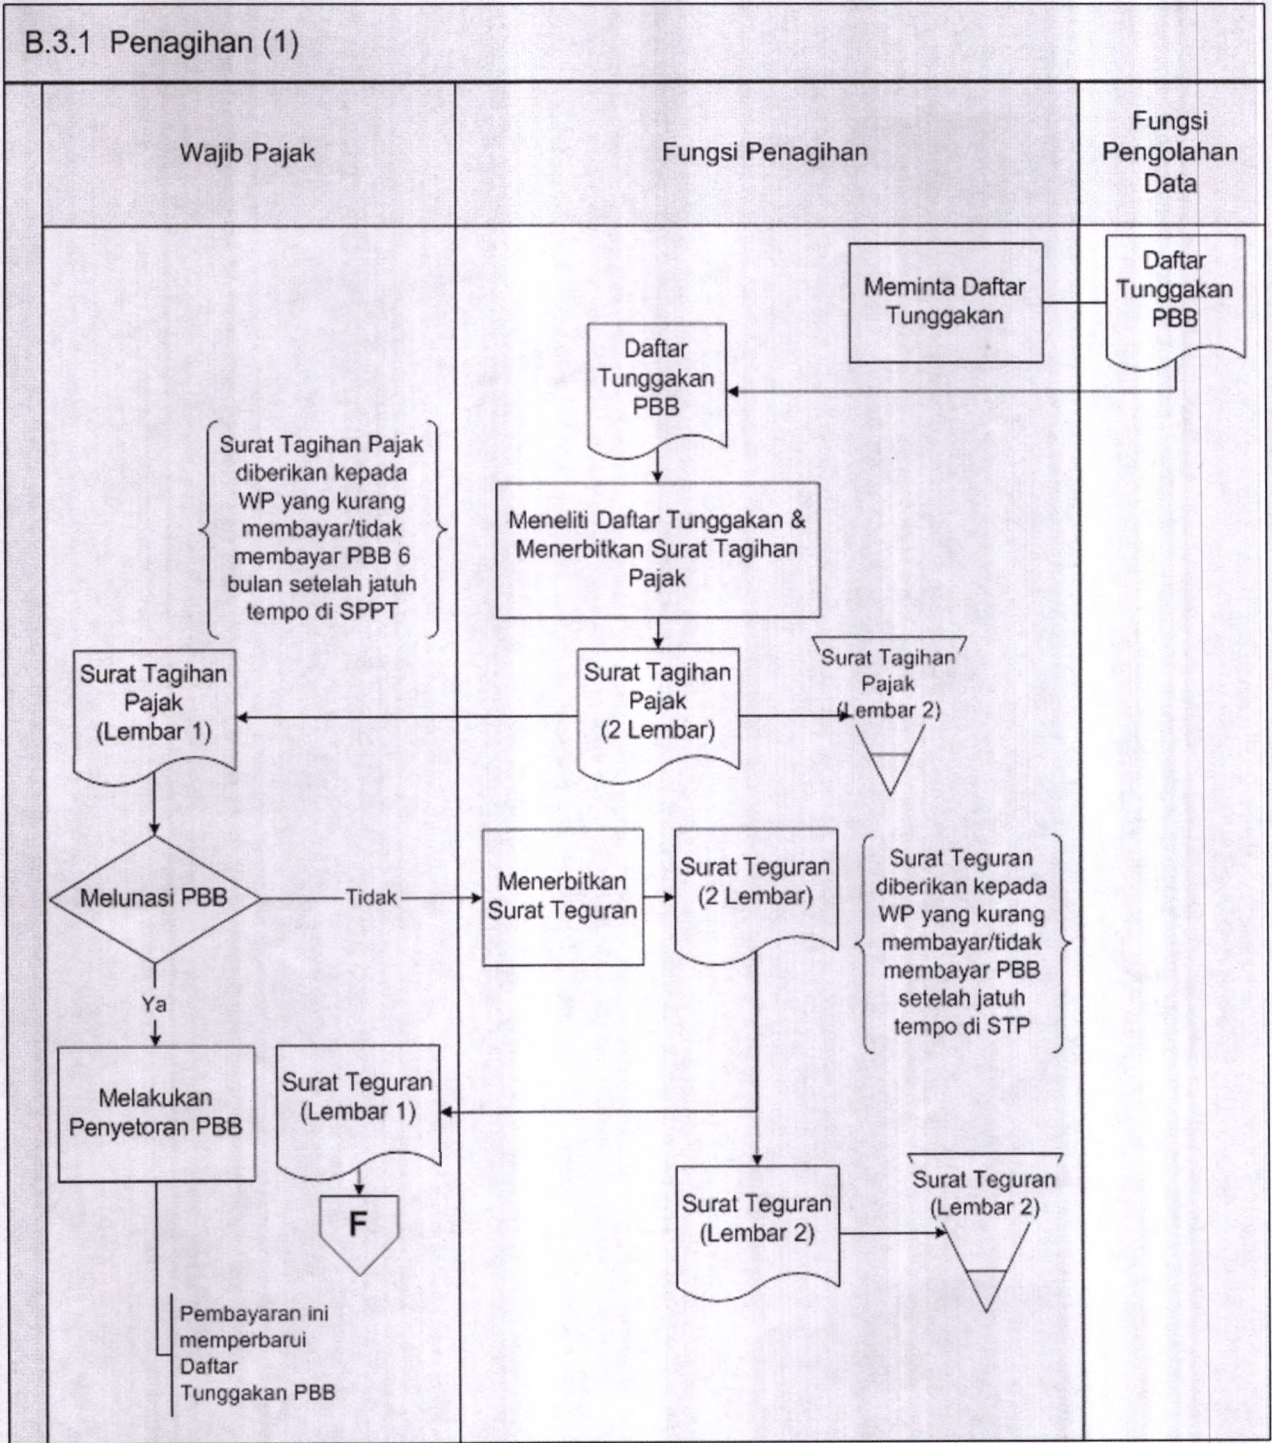 B.3.1 Penagihan (1)
Wajib Pajak
Fungsi Penagihan
Fungsi
Pengolahan
Data
Meminta Daftar
Tunggakan
Daftar
Tunggakan
PBB
Daftar
Tunggakan
PBB
Surat Tagihan Pajak
diberikan kepada
WP yang kurang
membayar/tidak
membayar PBB 6
bulan setelah jatuh
tempo di SPPT
Meneliti Daftar Tunggakan &
Menerbitkan Surat Tagihan
Pajak
Surat Tagihan
Pajak
(Lembar 1)
Surat Tagihan
Pajak
(2 Lembar)
Surat Tagihan
Pajak
(Lembar 2)
Melunasi PBB
Tidak
Menerbitkan
Surat Teguran
Surat Teguran
(2 Lembar)
Surat Teguran
diberikan kepada
WP yang kurang
membayar/tidak
membayar PBB
setelah jatuh
tempo di STP
Ya
Melakukan
Penyetoran PBB
Surat Teguran
(Lembar 1)
F
Surat Teguran
(Lembar 2)
Surat Teguran
(Lembar 2)
Pembayaran ini
memperbarui
Daftar
Tunggakan PBB